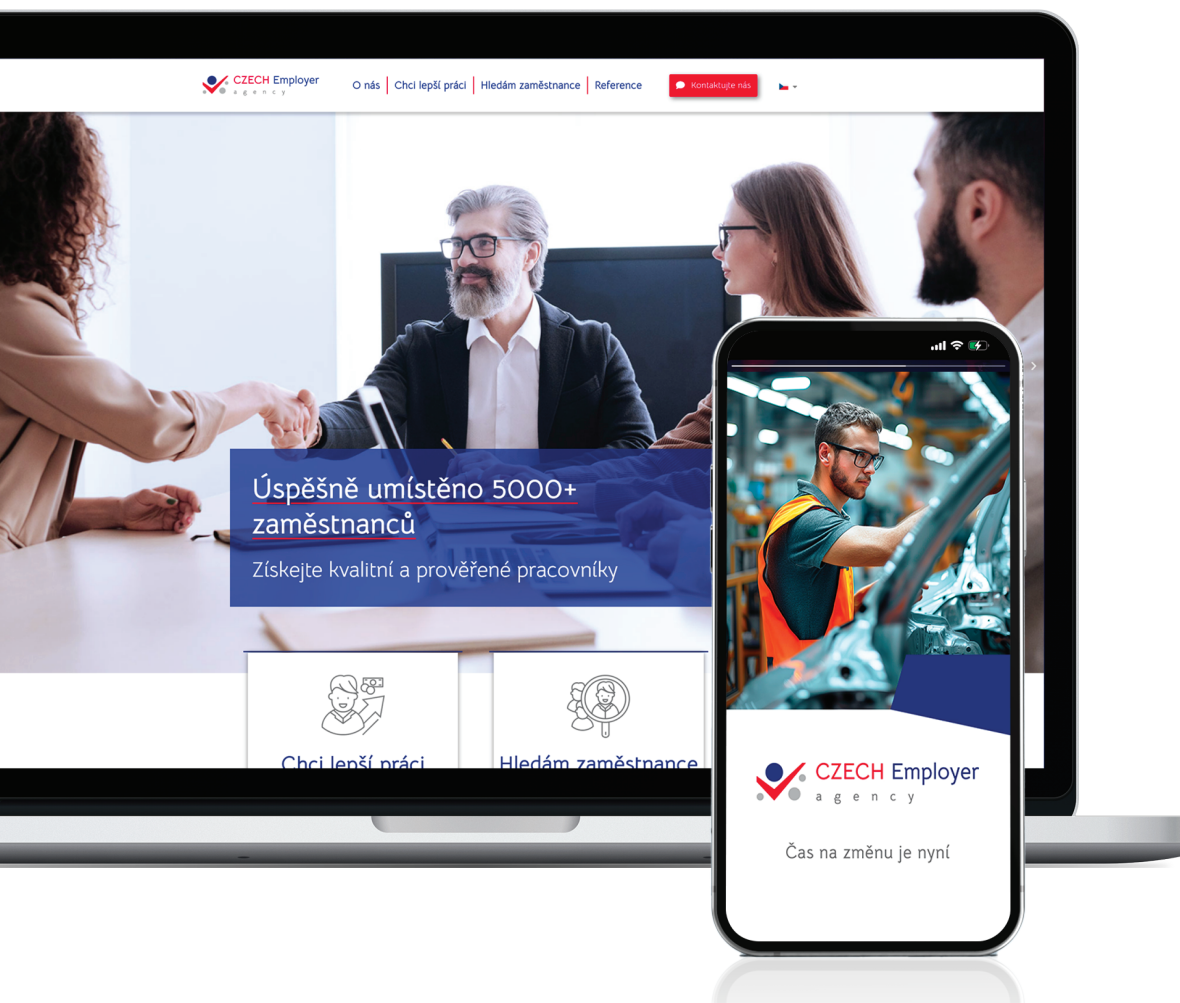 CZECH Employer
agency
O nás
Chci lepší práci
Hledám zaměstnance
Reference
Kontaktujte nás
Úspěšně umístěno 5000+
zaměstnanců
Získejte kvalitní a prověřené pracovníky
Chci lepší práci
Hledám zaměstnance
CZECH Employer
agency
Čas na změnu je nyní